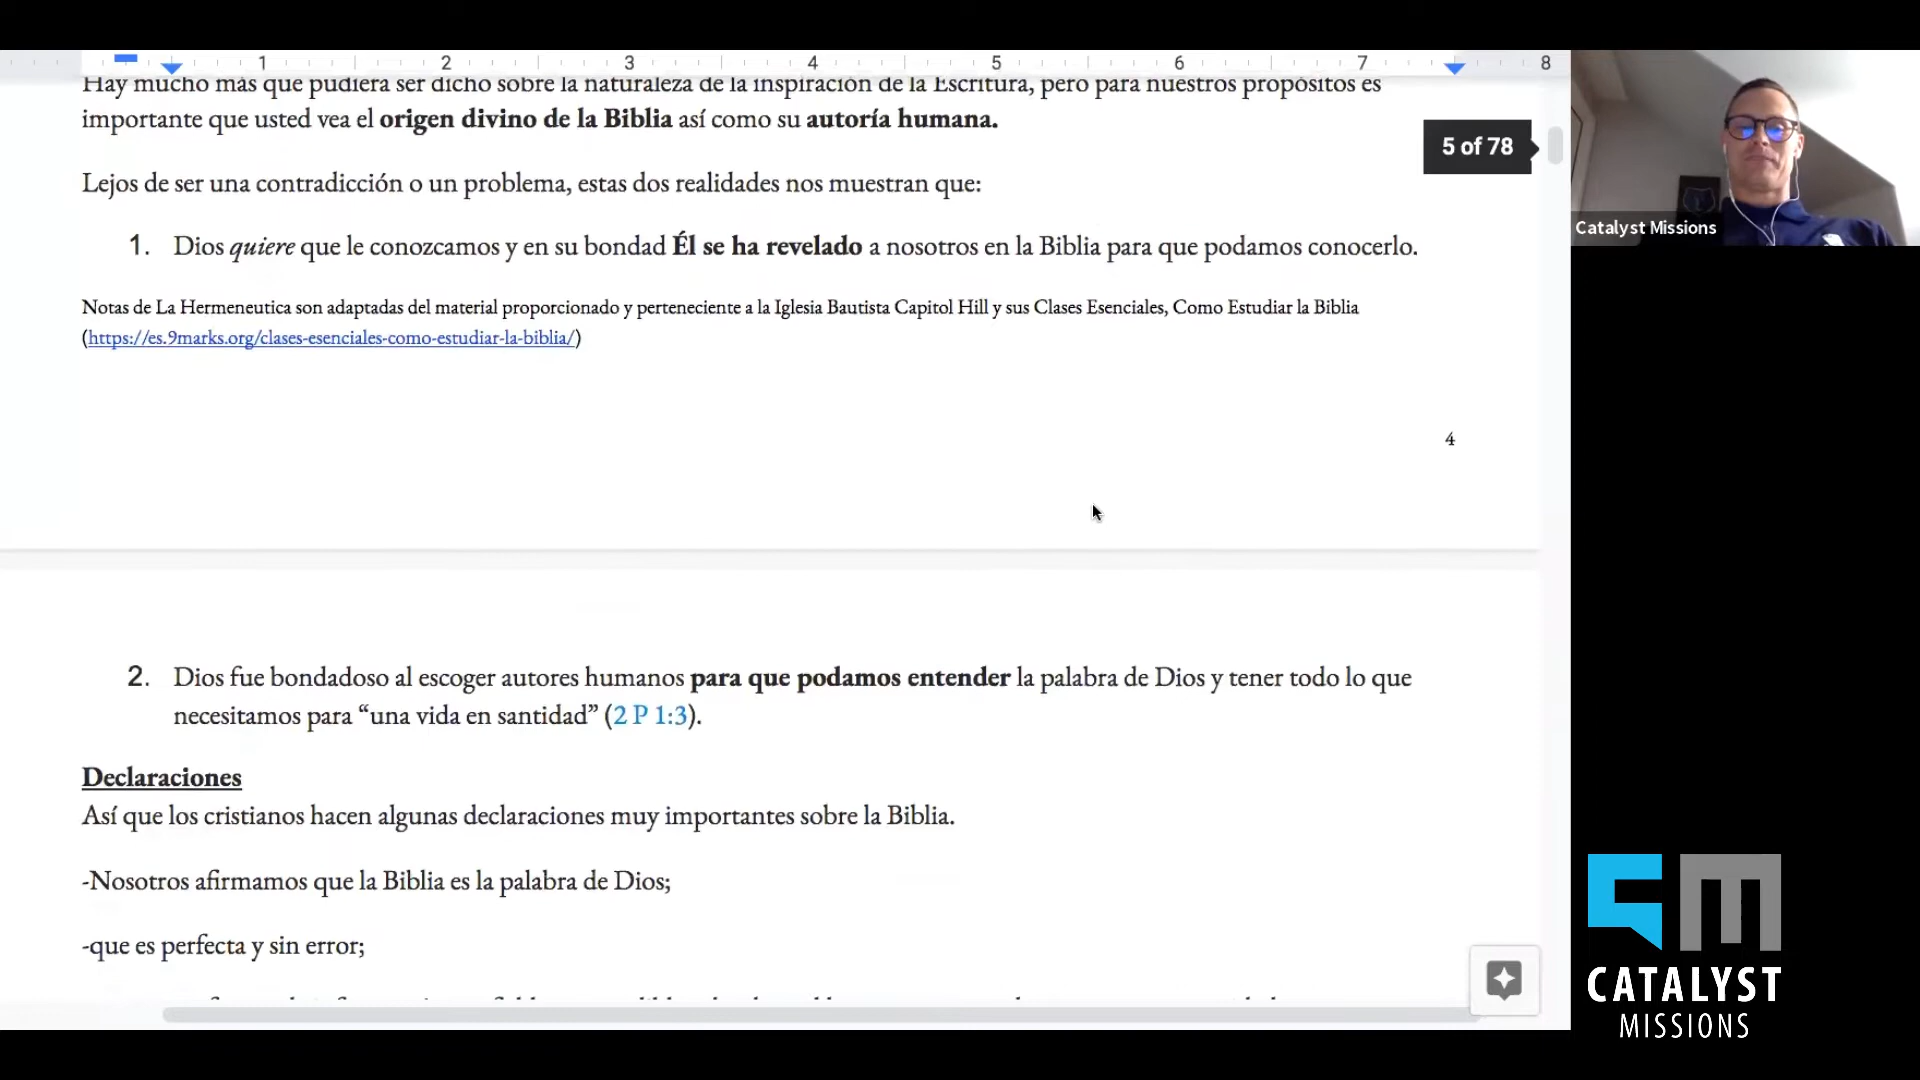 1 2 3 4 5 6 7 8
Hay mucho más que pudiera ser dicho sobre la naturaleza de la inspiración de la Escritura, pero para nuestros propósitos es
importante que usted vea el origen divino de la Biblia así como su autoría humana.
5 of 78
Lejos de ser una contradicción o un problema, estas dos realidades nos muestran que:
Catalyst Missions
1. Dios quiere que le conozcamos y en su bondad Él se ha revelado a nosotros en la Biblia para que podamos conocerlo.
Notas de La Hermeneutica son adaptadas del material proporcionado y perteneciente a la Iglesia Bautista Capitol Hill y sus Clases Esenciales, Como Estudiar la Biblia
(https://es.9marks.org/clases-esenciales-como-estudiar-la-biblia/)
4
2. Dios fue bondadoso al escoger autores humanos para que podamos entender la palabra de Dios y tener todo lo que
necesitamos para “una vida en santidad” (2 P 1:3).
Declaraciones
Así que los cristianos hacen algunas declaraciones muy importantes sobre la Biblia.
-Nosotros afirmamos que la Biblia es la palabra de Dios;
-que es perfecta y sin error;
CATALYST
MISSIONS